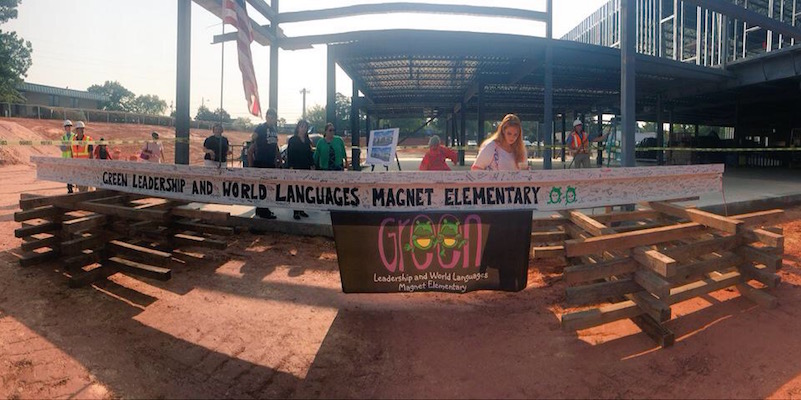 GREEN LEADERSHIP AND WORLD LANGUAGES MAGNET ELEMENTARY
GREEN
Leadership and World Languages
Magnet Elementary